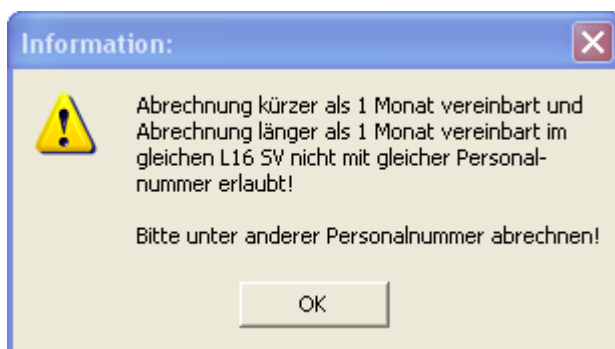 Information:
Abrechnung kürzer als 1 Monat vereinbart und
Abrechnung länger als 1 Monat vereinbart im
gleichen L16 SV nicht mit gleicher Personal-
nummer erlaubt!
Bitte unter anderer Personalnummer abrechnen!
OK